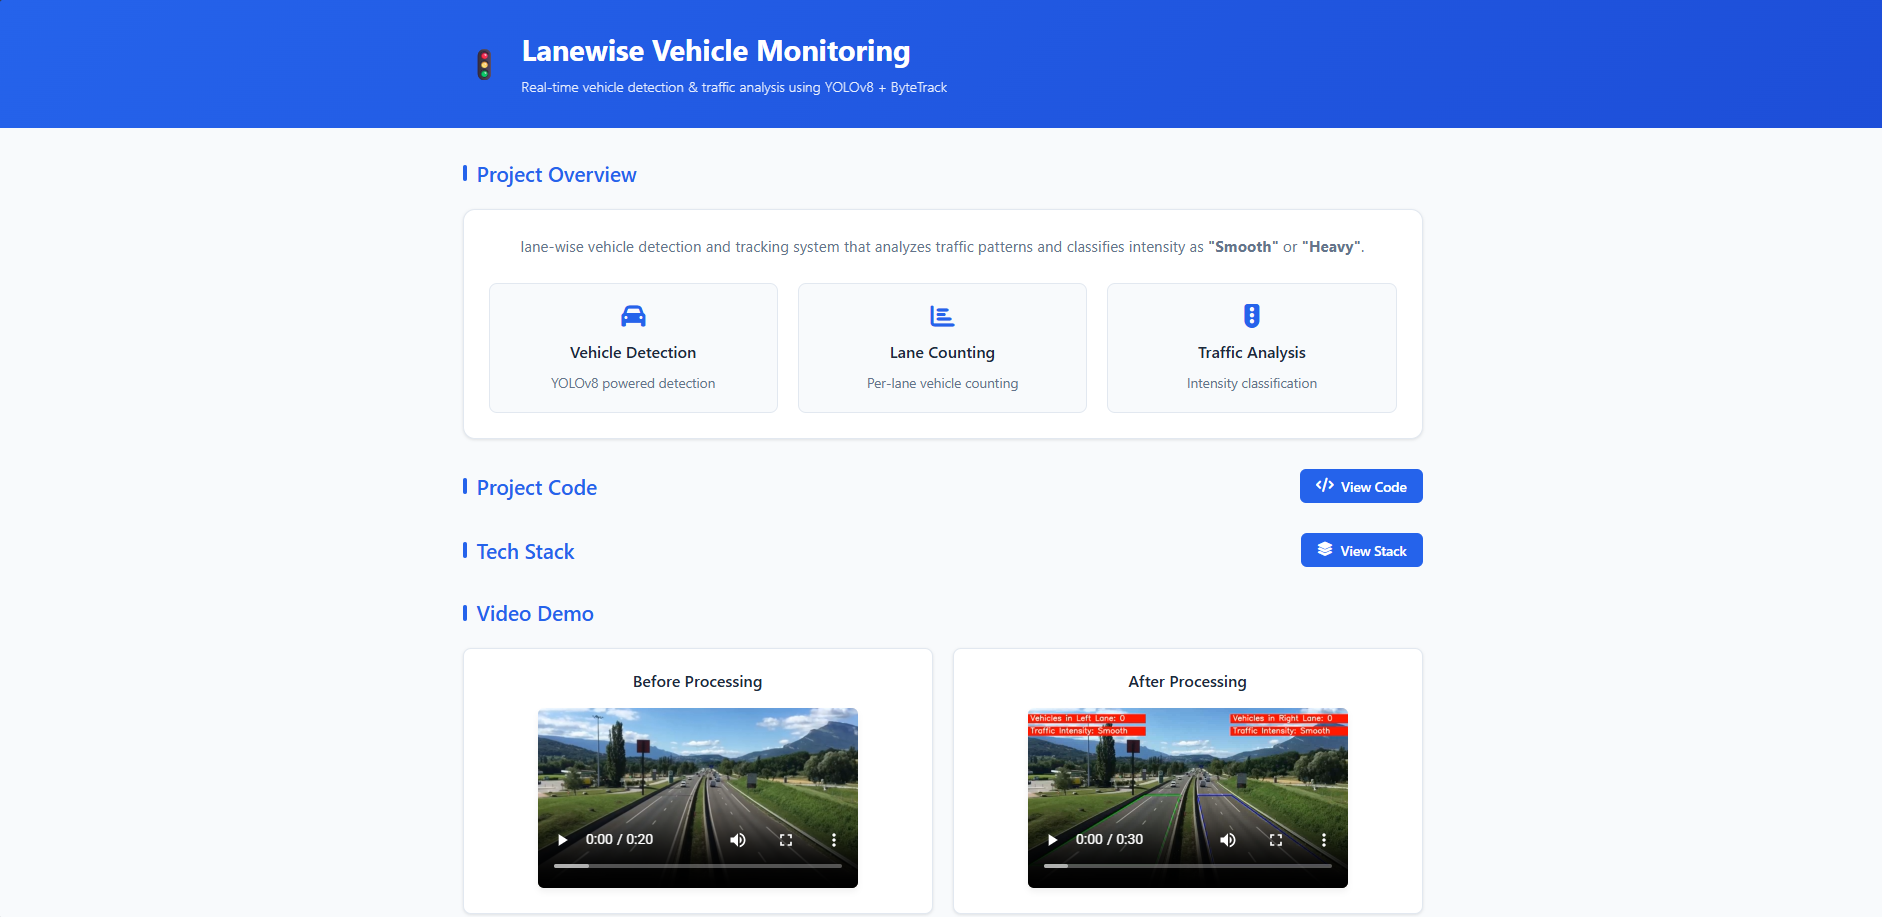 Lanewise Vehicle Monitoring
Real-time vehicle detection & traffic analysis using YOLOv8 + ByteTrack
Project Overview
lane-wise vehicle detection and tracking system that analyzes traffic patterns and classifies intensity as "Smooth" or "Heavy".
Vehicle Detection
YOLOv8 powered detection
Lane Counting
Per-lane vehicle counting
Traffic Analysis
Intensity classification
Project Code
</> View Code
Tech Stack
View Stack
Video Demo
Before Processing
0:00 / 0:20
After Processing
Vehicles in Left Lane: 0
Traffic Intensity: Smooth
Vehicles in Right Lane: 0
Traffic Intensity: Smooth
0:00 / 0:30